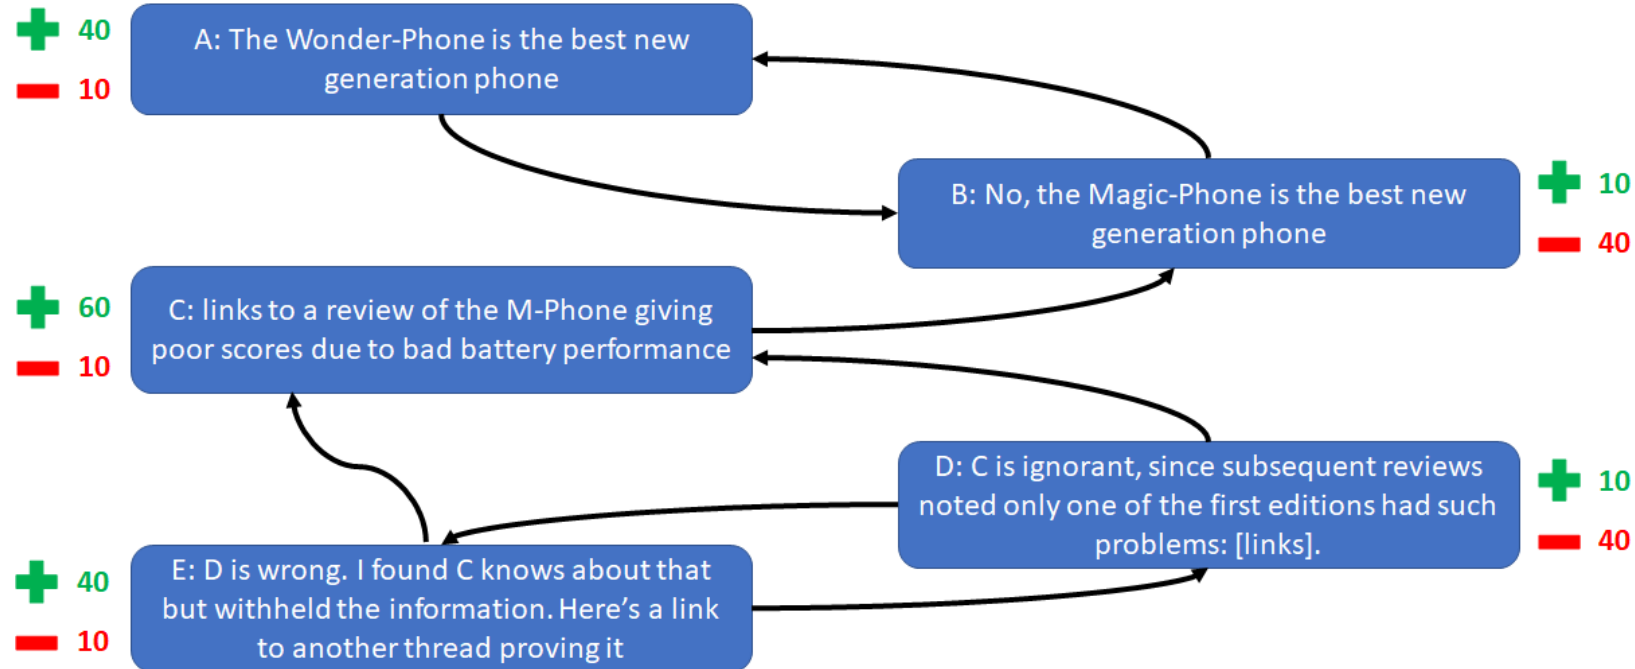 40
10
A: The Wonder-Phone is the best new
generation phone
B: No, the Magic-Phone is the best new
generation phone
10
40
60
10
C: links to a review of the M-Phone giving
poor scores due to bad battery performance
D: C is ignorant, since subsequent reviews
noted only one of the first editions had such
problems: [links].
10
40
40
10
E: D is wrong. I found C knows about that
but withheld the information. Here’s a link
to another thread proving it